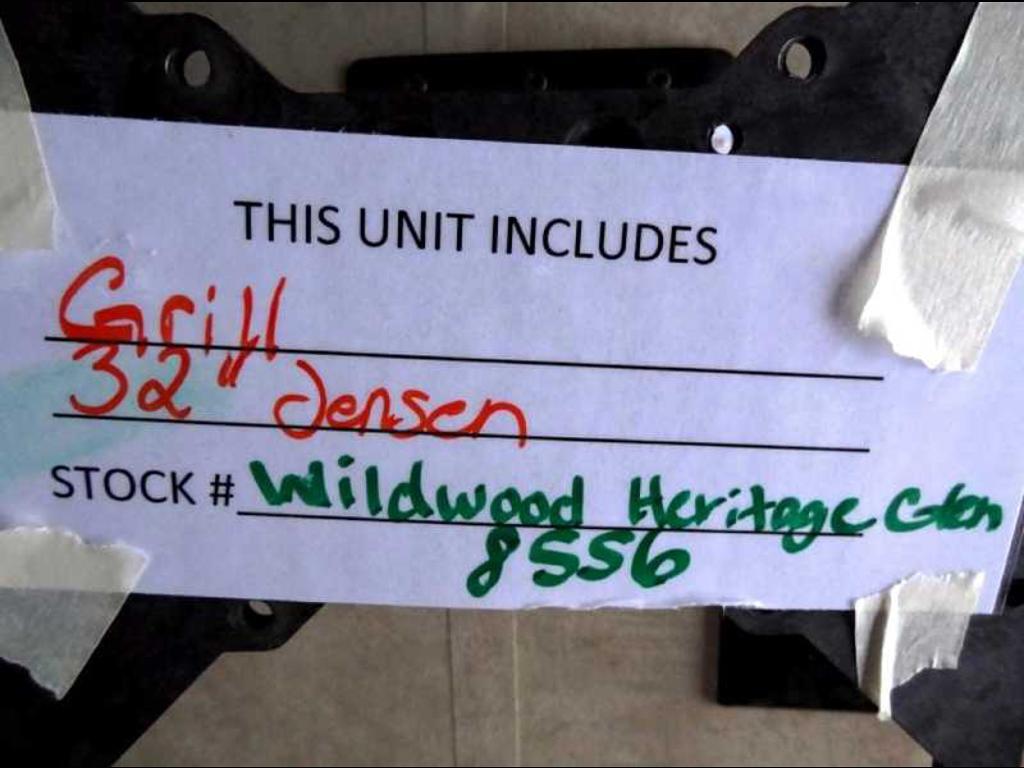 THIS UNIT INCLUDES
Grill
32" Jensen
STOCK # Wildwood Heritage Glen
8556